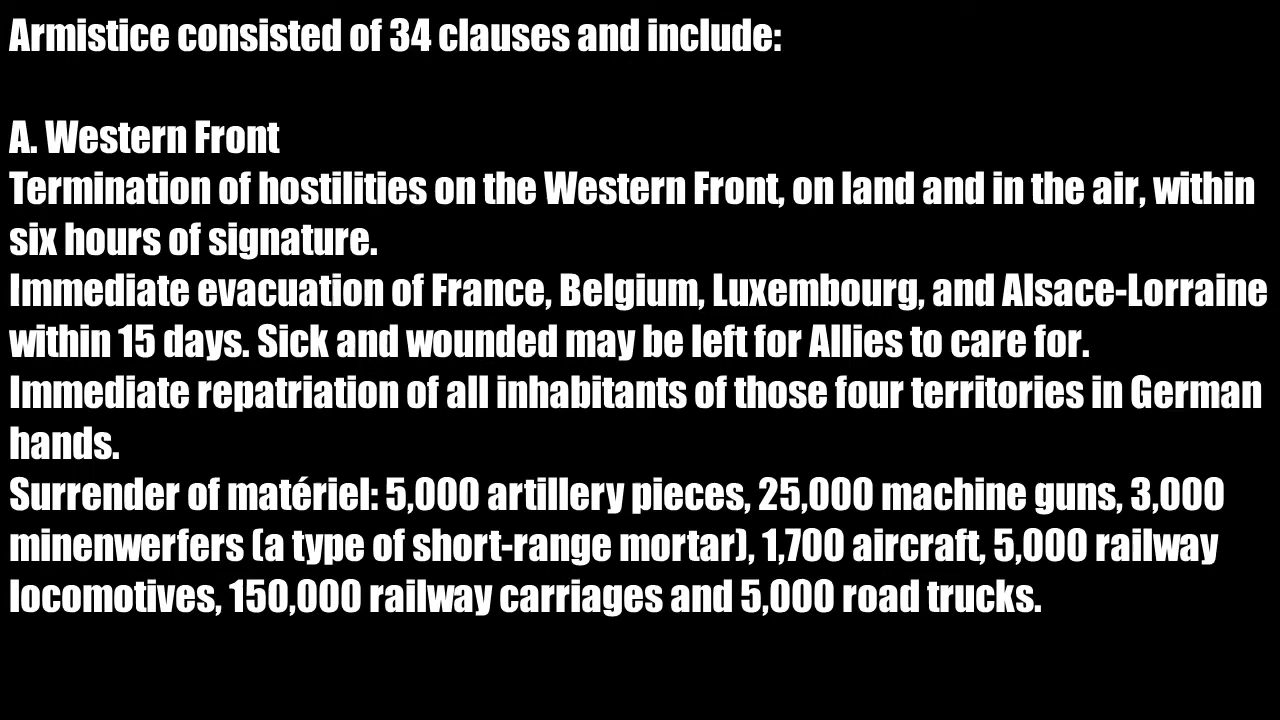 Armistice consisted of 34 clauses and include:
A. Western Front
Termination of hostilities on the Western Front, on land and in the air, within
six hours of signature.
Immediate evacuation of France, Belgium, Luxembourg, and Alsace-Lorraine
within 15 days. Sick and wounded may be left for Allies to care for.
Immediate repatriation of all inhabitants of those four territories in German
hands.
Surrender of matériel: 5,000 artillery pieces, 25,000 machine guns, 3,000
minenwerfers (a type of short-range mortar), 1,700 aircraft, 5,000 railway
locomotives, 150,000 railway carriages and 5,000 road trucks.